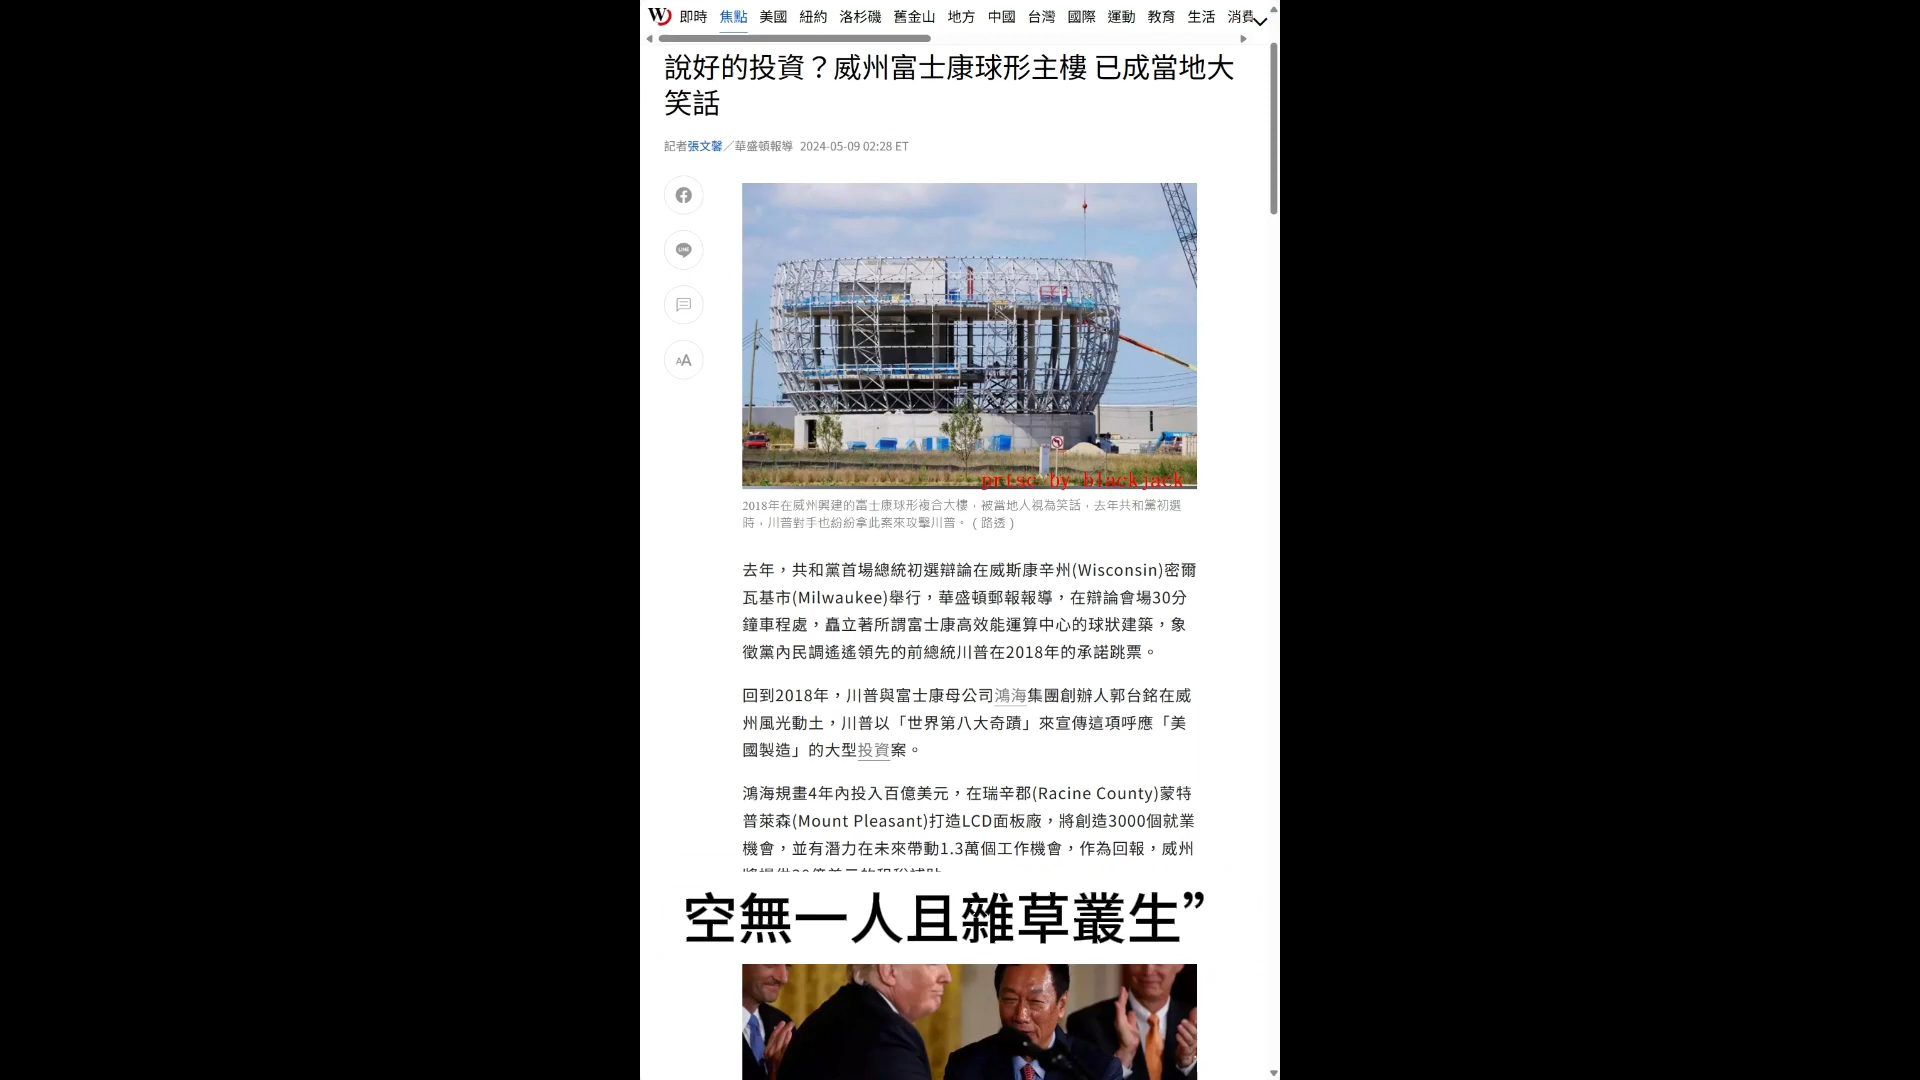 W 即時 焦點 美國 紐約 洛杉磯 舊金山 地方 中國 台灣 國際 運動 教育 生活 消費
說好的投資？威州富士康球形主樓 已成當地大
笑話
記者張文馨／華盛頓報導 2024-05-09 02:28 ET
LINE
AA
prtsc by blackjack
2018年在威州興建的富士康球形複合大樓，被當地人視為笑話，去年共和黨初選
時，川普對手也紛紛拿此案來攻擊川普。（路透）
去年，共和黨首場總統初選辯論在威斯康辛州(Wisconsin)密爾
瓦基市(Milwaukee)舉行，華盛頓郵報報導，在辯論會場30分
鐘車程處，矗立著所謂富士康高效能運算中心的球狀建築，象
徵黨內民調遙遙領先的前總統川普在2018年的承諾跳票。
回到2018年，川普與富士康母公司鴻海集團創辦人郭台銘在威
州風光動土，川普以「世界第八大奇蹟」來宣傳這項呼應「美
國製造」的大型投資案。
鴻海規畫4年內投入百億美元，在瑞辛郡(Racine County)蒙特
普萊森(Mount Pleasant)打造LCD面板廠，將創造3000個就業
機會，並有潛力在未來帶動1.3萬個工作機會，作為回報，威州
空無一人且雜草叢生”